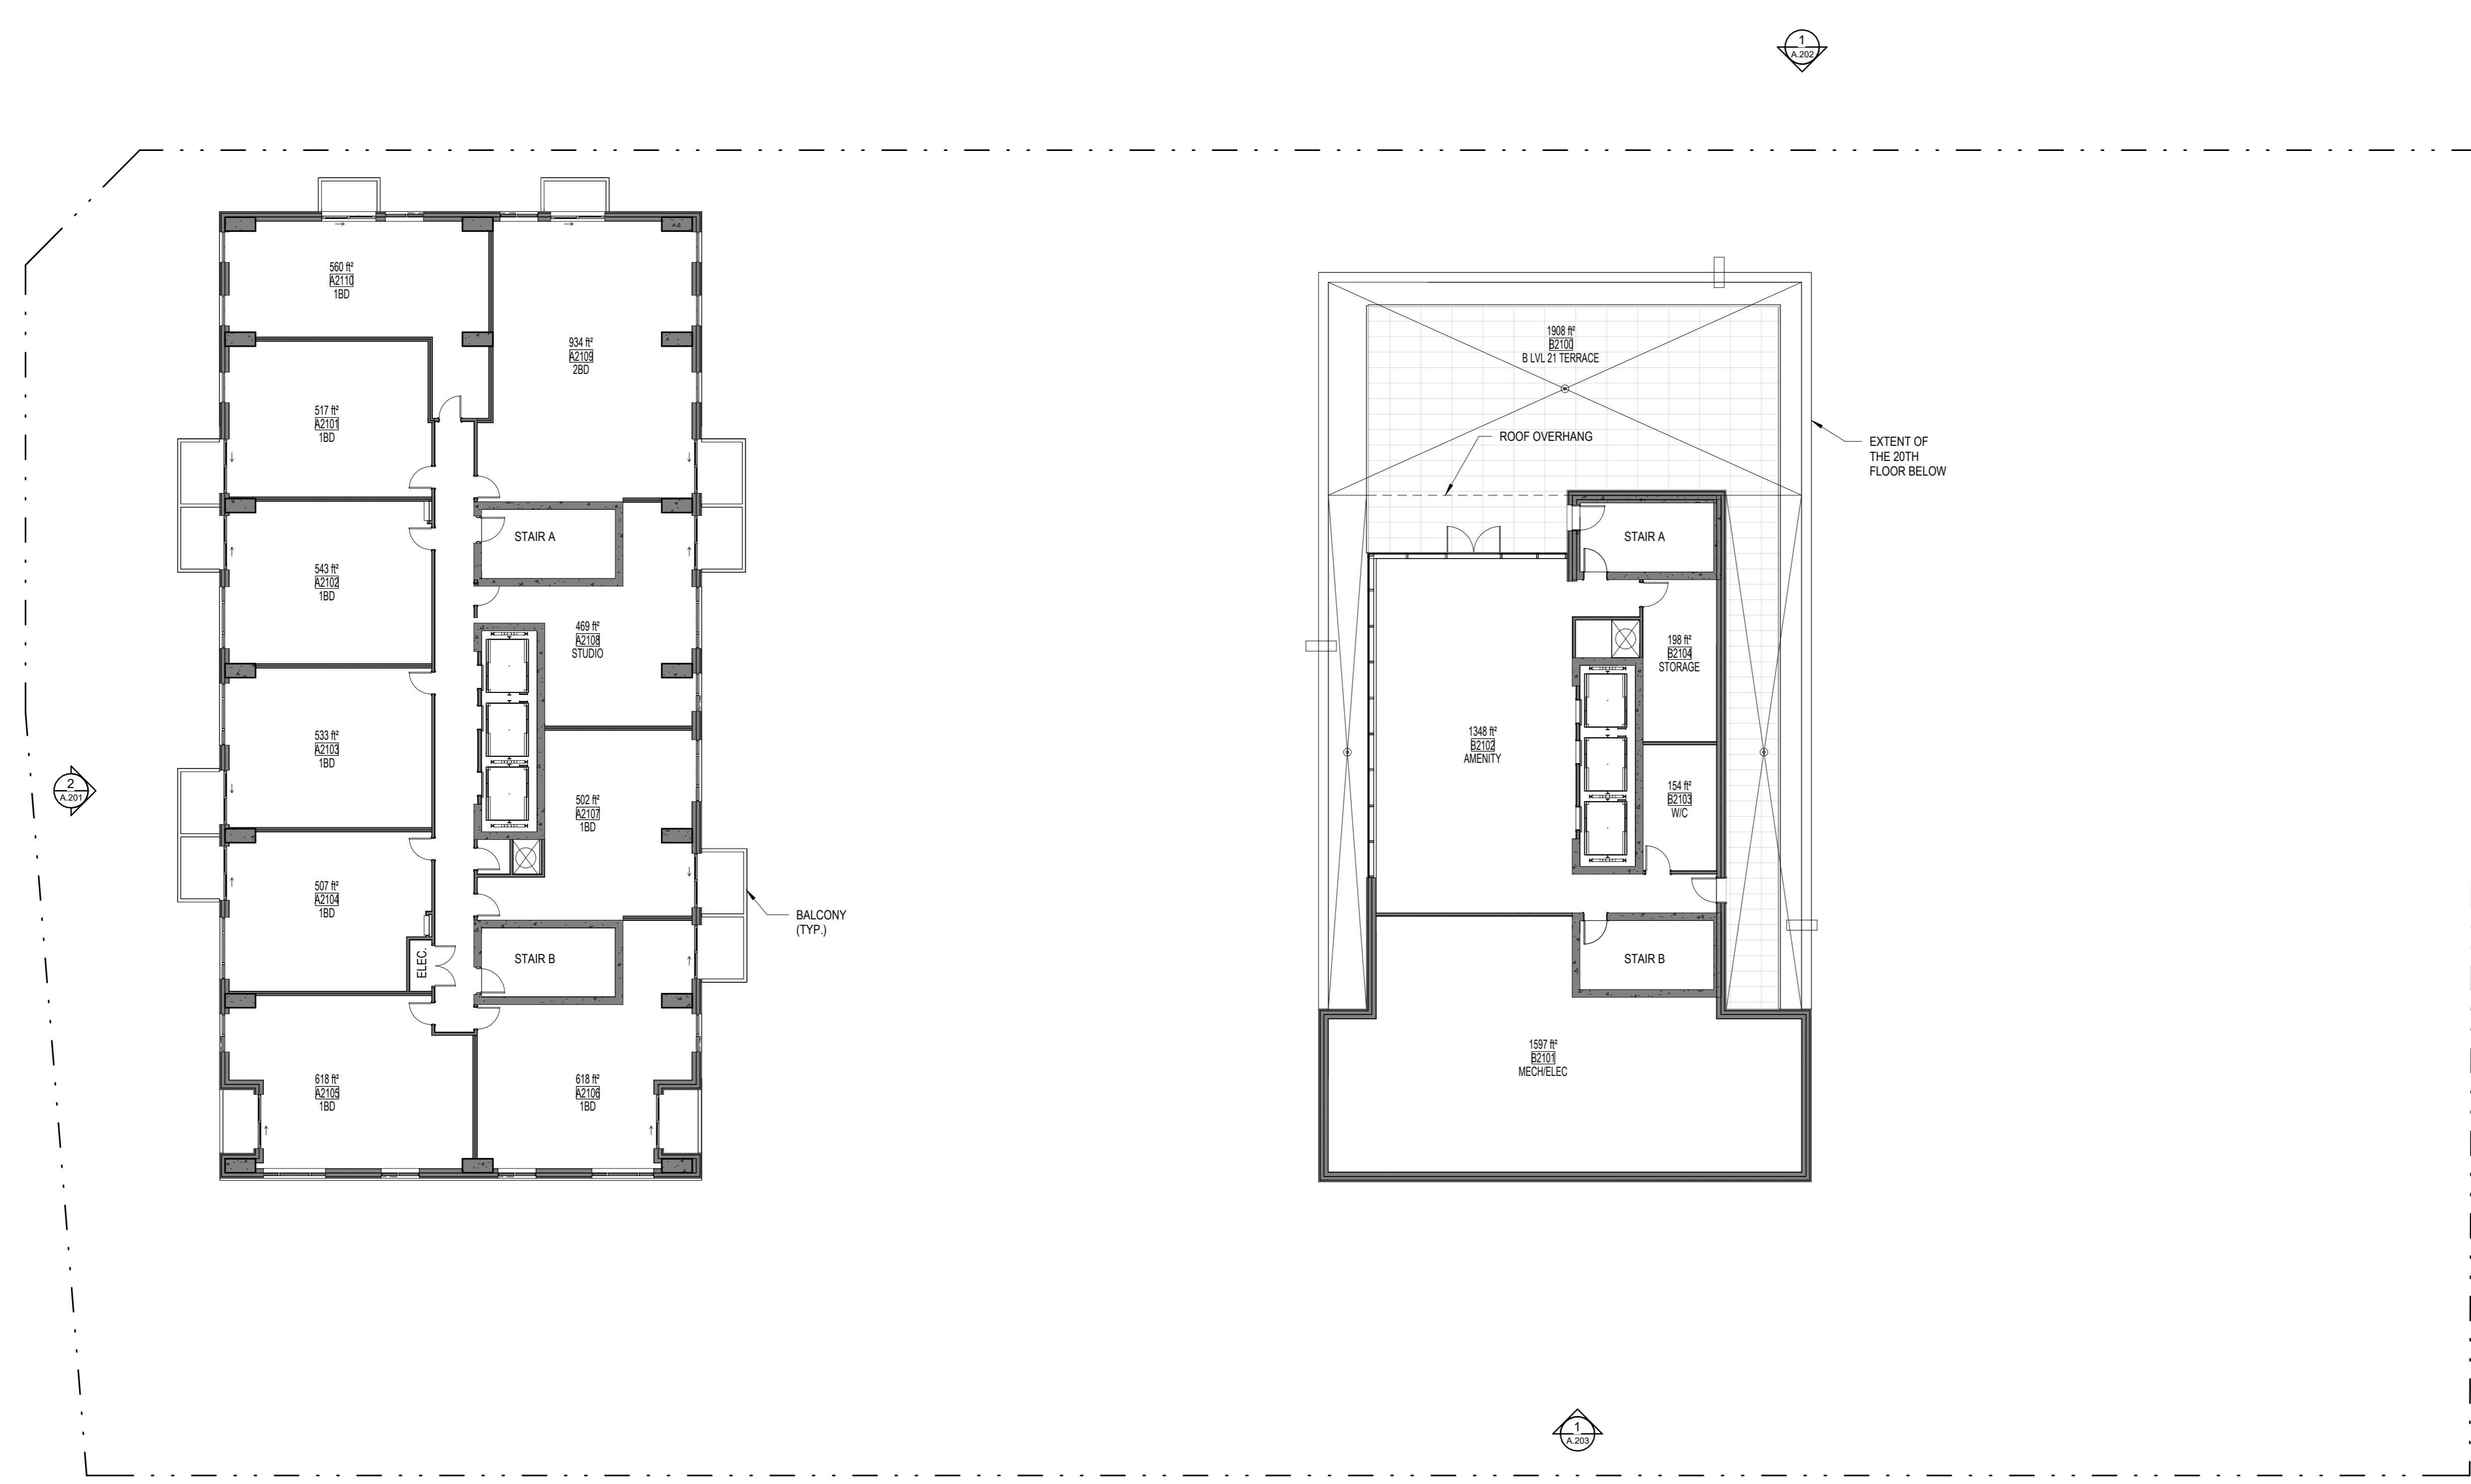 1
A.202
560 ft²
A2110
1BD
934 ft²
A2109
2BD
517 ft²
A2101
1BD
STAIR A
543 ft²
A2102
1BD
469 ft²
A2108
STUDIO
533 ft²
A2103
1BD
502 ft²
A2107
1BD
507 ft²
A2104
1BD
ELEC.
STAIR B
BALCONY
(TYP.)
618 ft²
A2105
1BD
618 ft²
A2106
1BD
2
A.201
1908 ft²
B2100
B LVL 21 TERRACE
ROOF OVERHANG
EXTENT OF
THE 20TH
FLOOR BELOW
STAIR A
198 ft²
B2104
STORAGE
1348 ft²
B2102
AMENITY
154 ft²
B2103
W/C
STAIR B
1597 ft²
B2101
MECH/ELEC
1
A.203